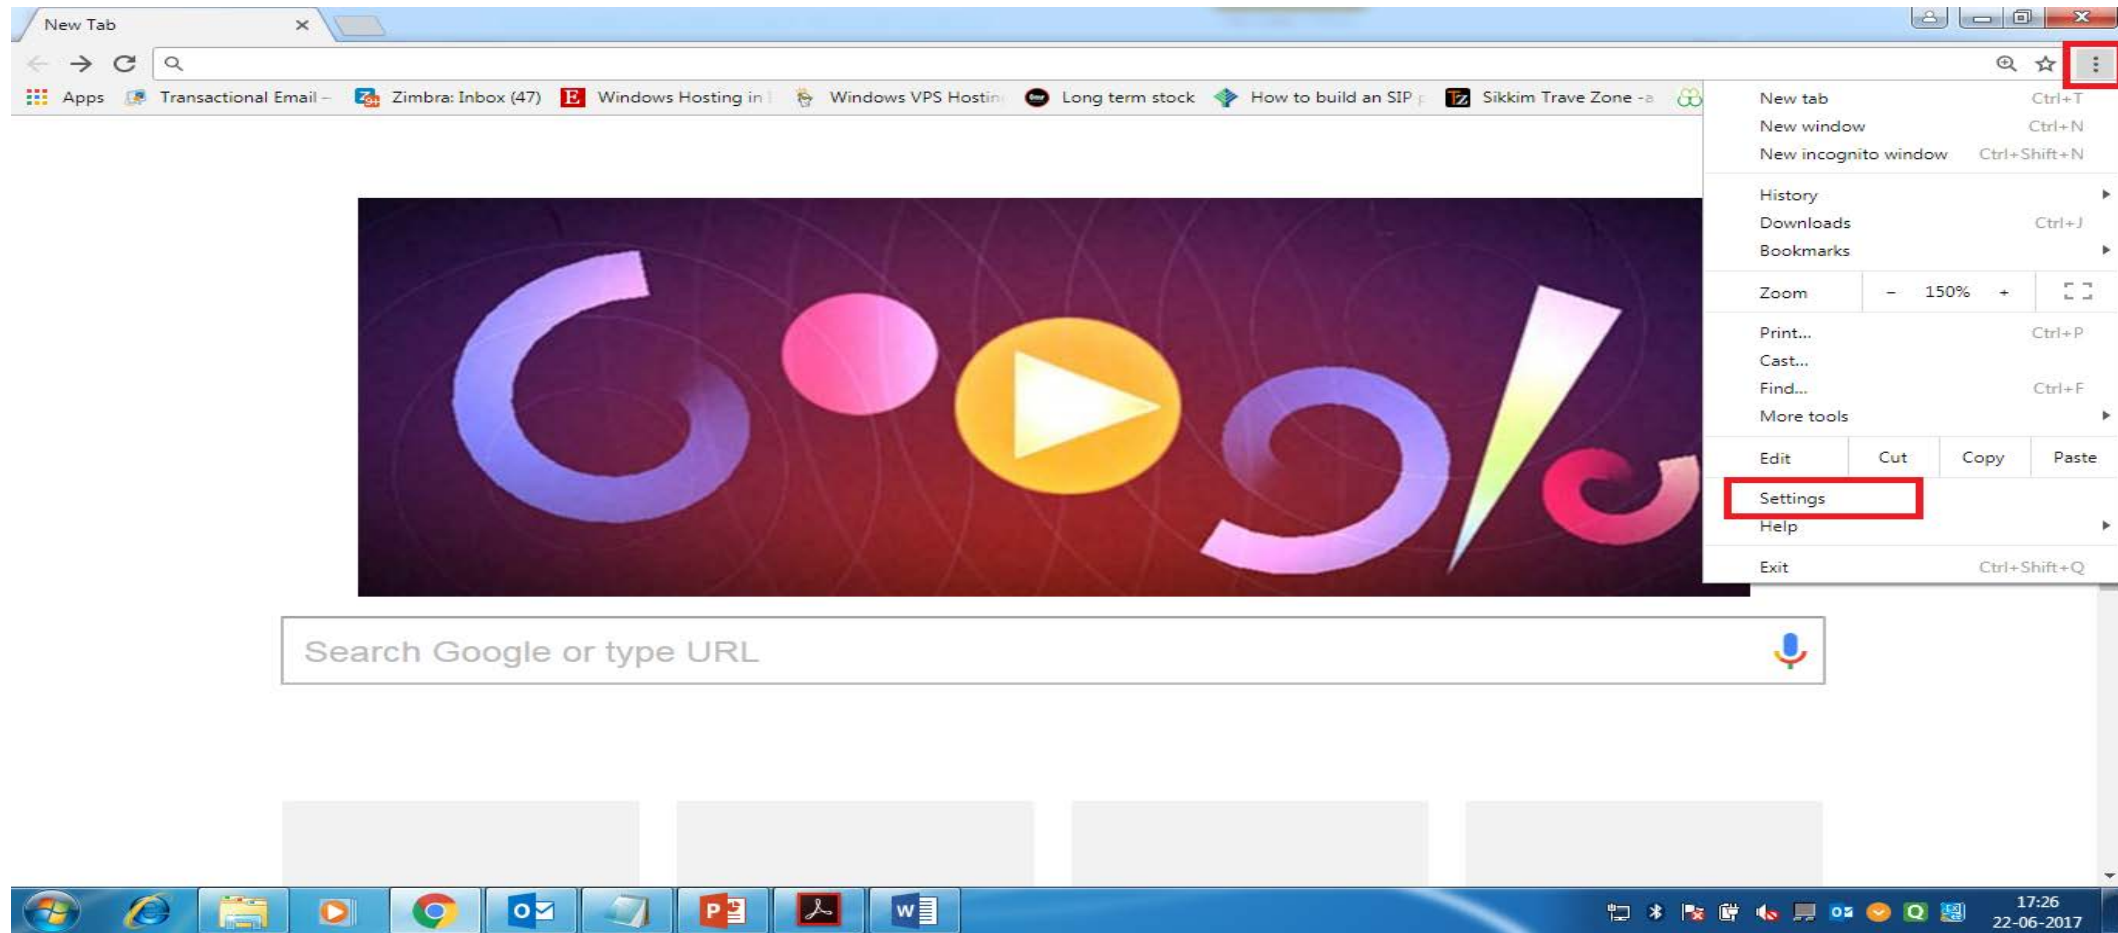 New Tab
Apps Transactional Email – Zimbra: Inbox (47) Windows Hosting in Windows VPS Hostin Long term stock How to build an SIP p Sikkim Trave Zone -a
New tab Ctrl+T
New window Ctrl+N
New incognito window Ctrl+Shift+N
History
Downloads Ctrl+J
Bookmarks
Zoom – 150% +
Print... Ctrl+P
Cast...
Find... Ctrl+F
More tools
Edit Cut Copy Paste
Settings
Help
Exit Ctrl+Shift+Q
Google
Search Google or type URL
17:26
22-06-2017